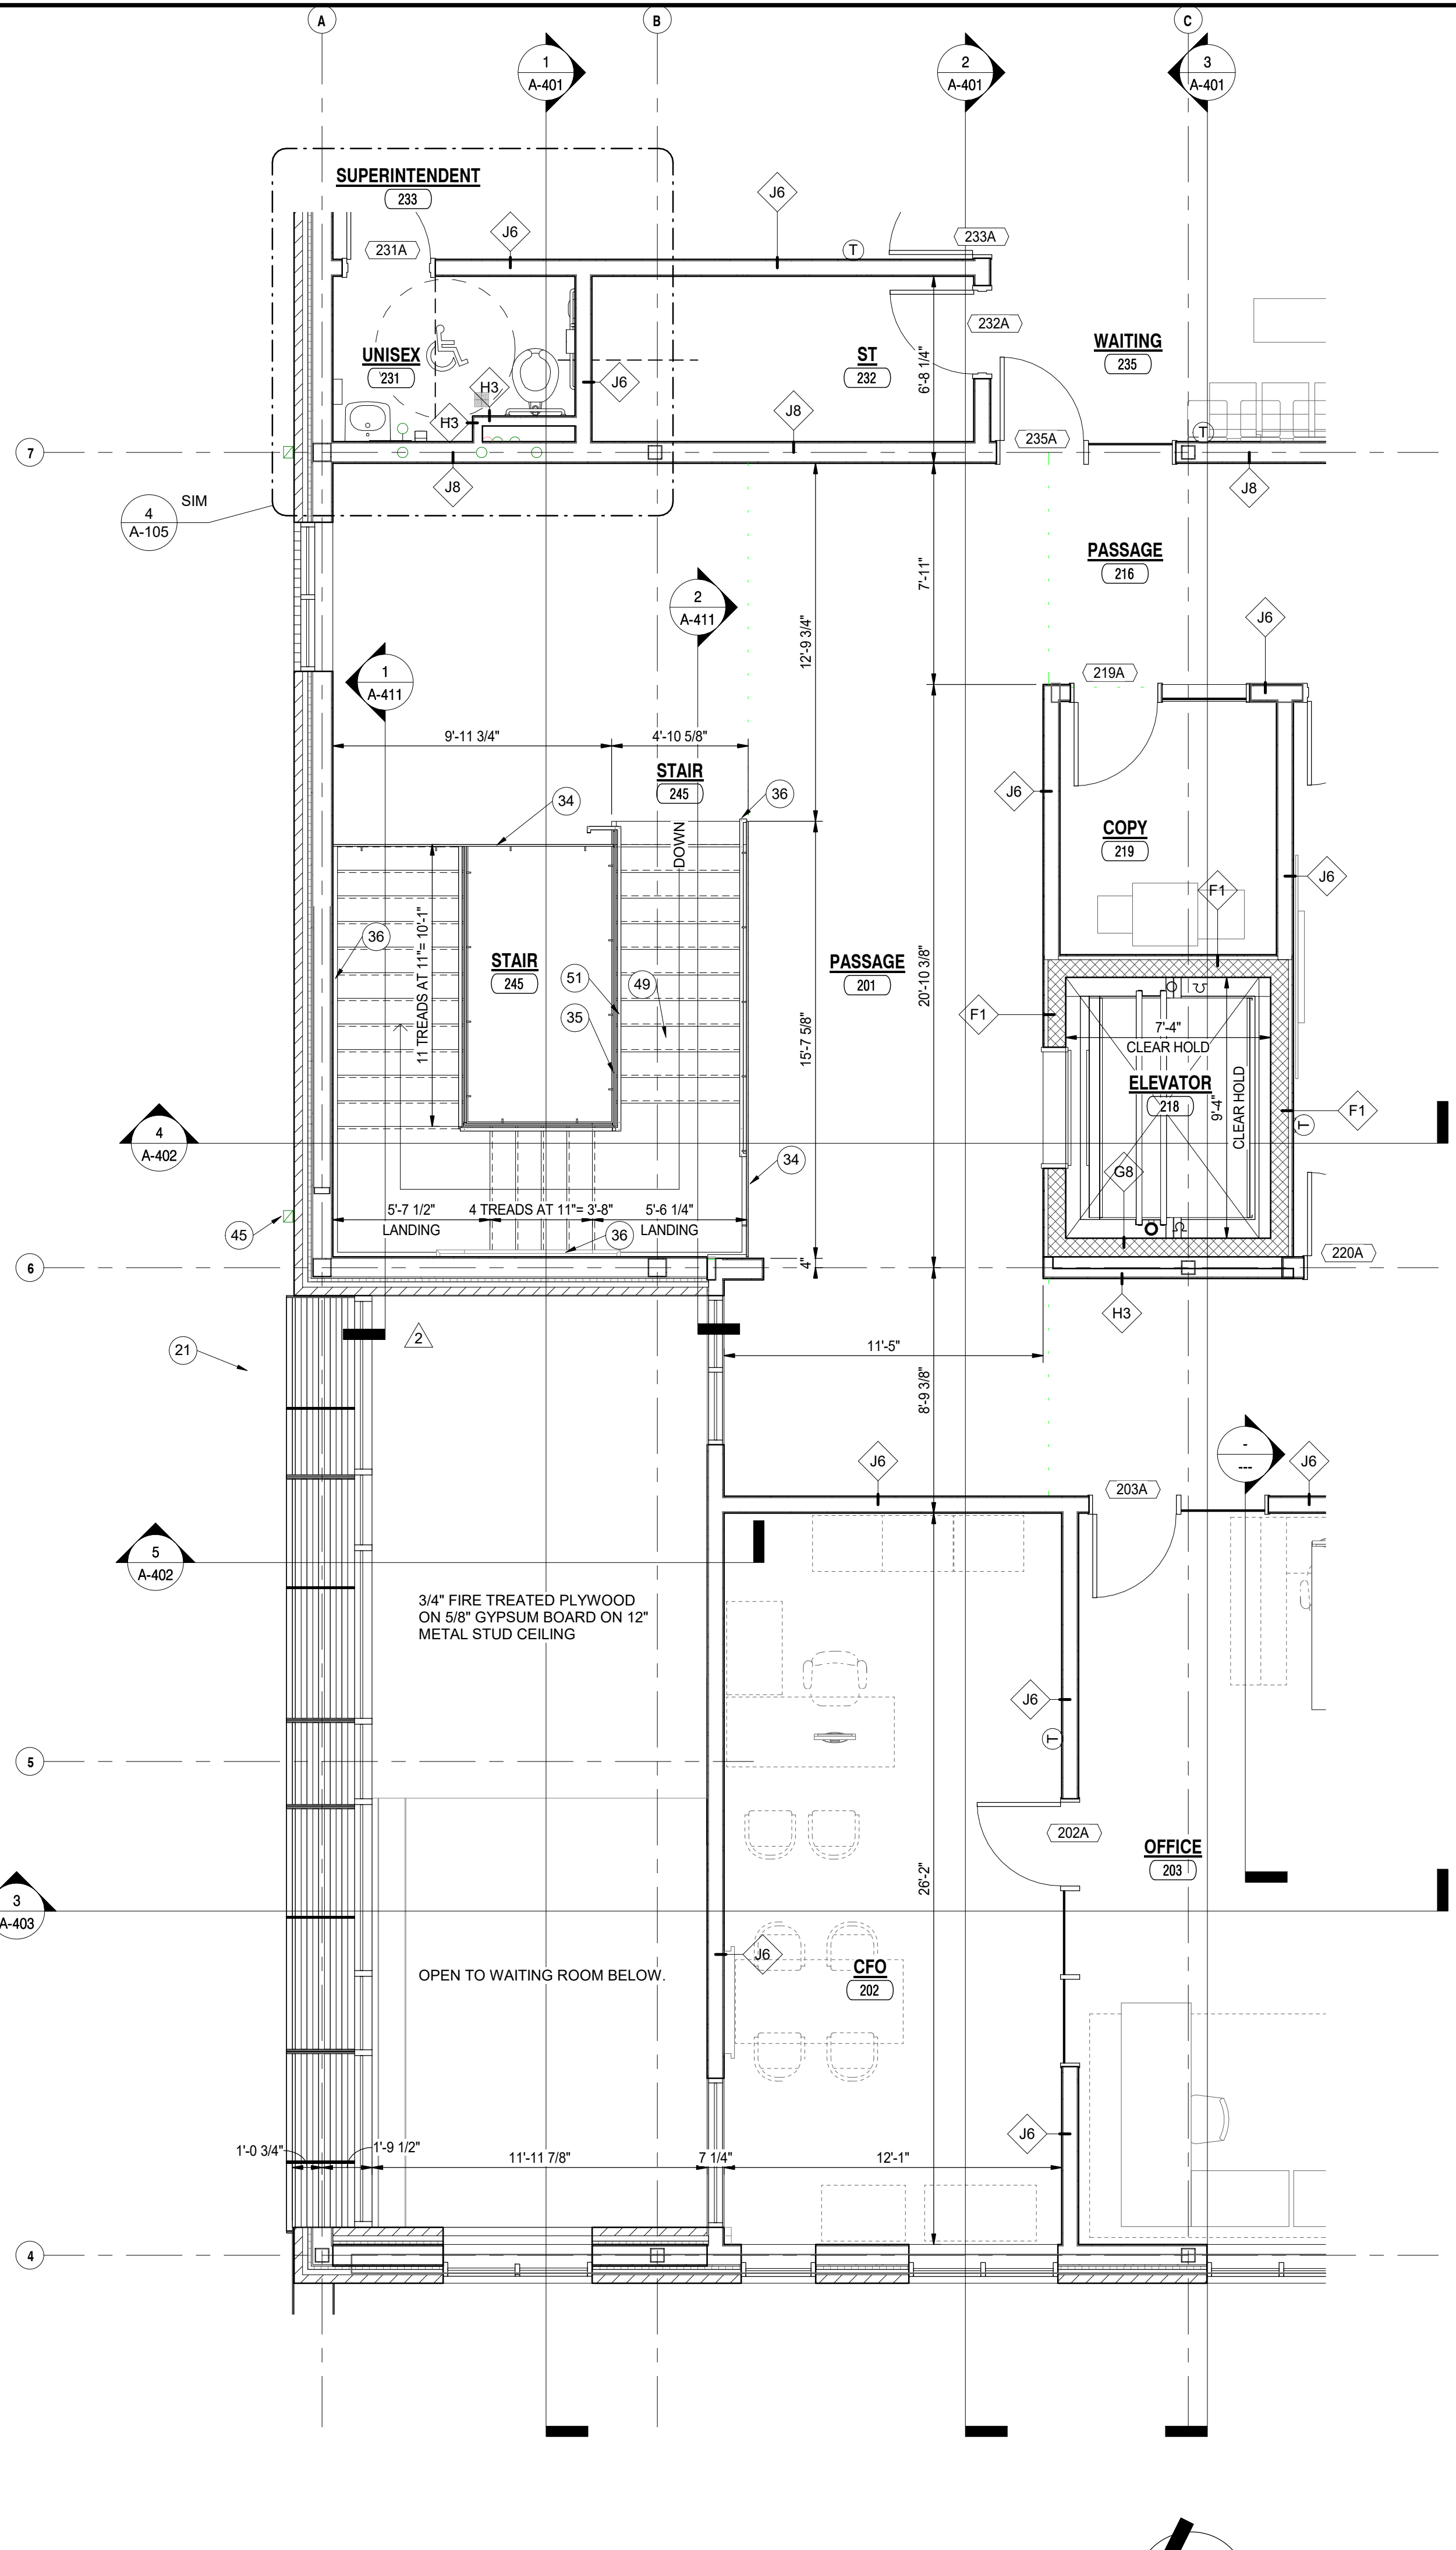 A
B
C
1
A-401
2
A-401
3
A-401
SUPERINTENDENT
233
J6
J6
231A
T
233A
232A
UNISEX
231
H3
H3
J6
ST
232
6'-8 1/4"
WAITING
235
J8
235A
T
7
J8
J8
SIM
4
A-105
PASSAGE
216
7'-11"
2
A-411
12'-9 3/4"
J6
1
A-411
219A
9'-11 3/4"
4'-10 5/8"
STAIR
245
36
34
J6
DOWN
COPY
219
J6
F1
11 TREADS AT 11"= 10'-1"
36
STAIR
245
51
49
35
PASSAGE
201
20'-10 3/8"
15'-7 5/8"
F1
7'-4"
CLEAR HOLD
ELEVATOR
218
9'-4"
CLEAR HOLD
F1
T
4
A-402
G8
34
5'-7 1/2"
LANDING
4 TREADS AT 11"= 3'-8"
5'-6 1/4"
LANDING
36
45
4"
220A
6
H3
2
21
11'-5"
8'-9 3/8"
J6
-
---
J6
203A
5
A-402
3/4" FIRE TREATED PLYWOOD
ON 5/8" GYPSUM BOARD ON 12"
METAL STUD CEILING
J6
T
5
202A
OFFICE
203
26'-2"
3
A-403
J6
CFO
202
OPEN TO WAITING ROOM BELOW.
J6
1'-0 3/4"
1'-9 1/2"
11'-11 7/8"
7 1/4"
12'-1"
4